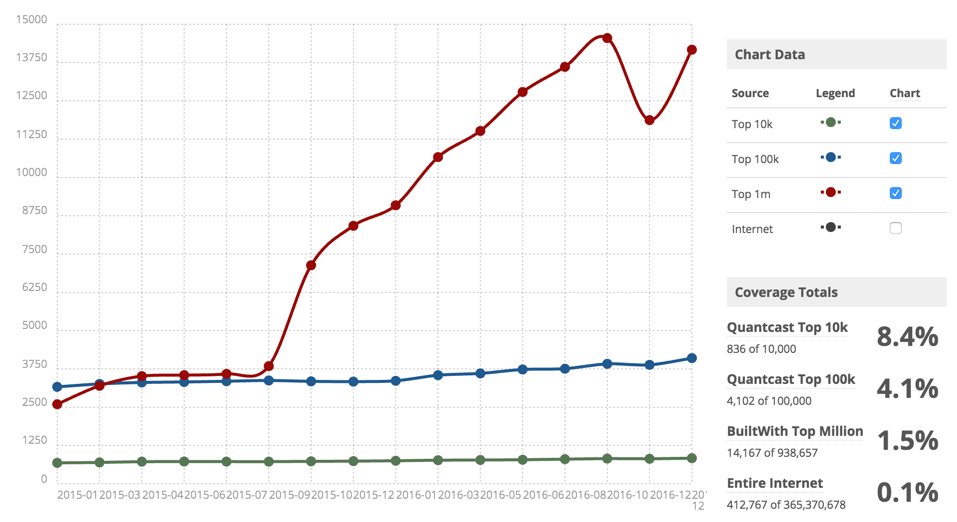 15000
13750
12500
11250
10000
8750
7500
6250
5000
3750
2500
1250
0
2015-01 2015-03 2015-04 2015-06 2015-07 2015-09 2015-10 2015-12 2016-01 2016-03 2016-05 2016-06 2016-08 2016-10 2016-12 20
12
Chart Data
Source Legend Chart
Top 10k
Top 100k
Top 1m
Internet
Coverage Totals
Quantcast Top 10k 8.4%
836 of 10,000
Quantcast Top 100k 4.1%
4,102 of 100,000
BuiltWith Top Million 1.5%
14,167 of 938,657
Entire Internet 0.1%
412,767 of 365,370,678